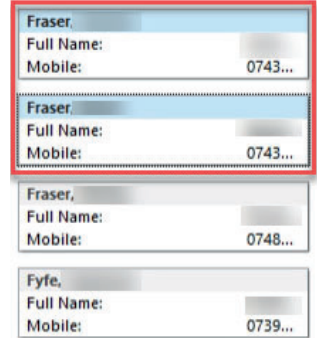 Fraser,
Full Name:
Mobile: 0743...
Fraser,
Full Name:
Mobile: 0743...
Fraser,
Full Name:
Mobile: 0748...
Fyfe,
Full Name:
Mobile: 0739...